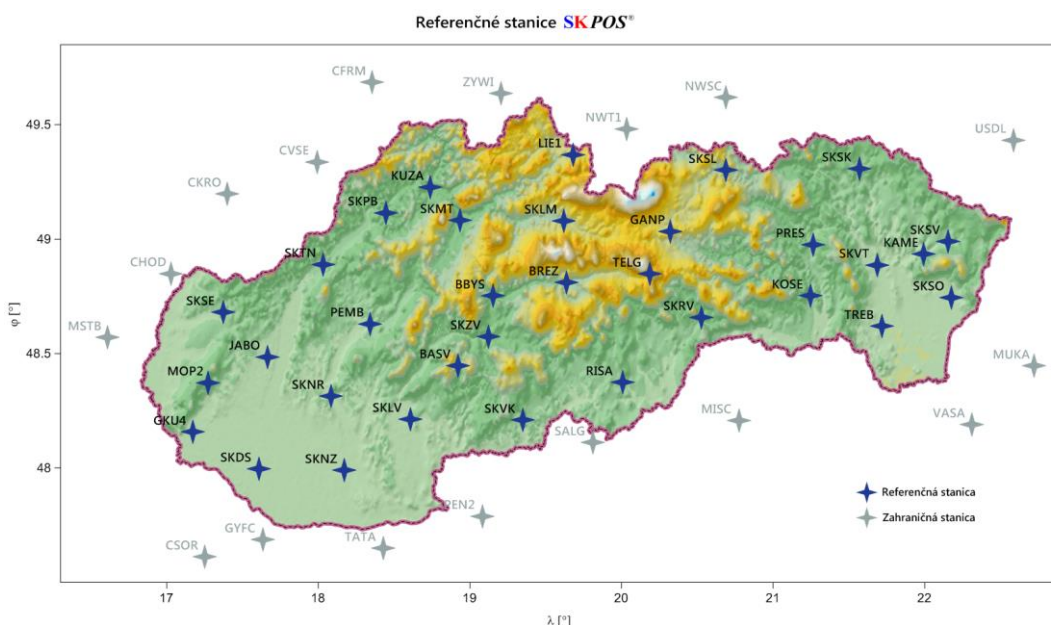 Referenčné stanice SKPOS®
CFRM
ZYWI
NWSC
49.5
NWT1
USDL
LIE1
CVSE
SKSL
SKSK
KUZA
CKRO
SKPB
SKMT
SKLM
GANP
PRES
SKSV
KAME
49
SKTN
SKVT
CHOD
TELG
BREZ
BBYS
KOSE
SKSO
SKSE
PEMB
SKRV
TREB
MSTB
SKZV
φ [°]
48.5
JABO
BASV
MUKA
MOP2
RISA
SKNR
SKLV
SKVK
MISC
VASA
GKU4
SALG
48
SKDS
SKNZ
Referenčná stanica
PEN2
Zahraničná stanica
GYFC
TATA
CSOR
17 18 19 20 21 22
λ [°]